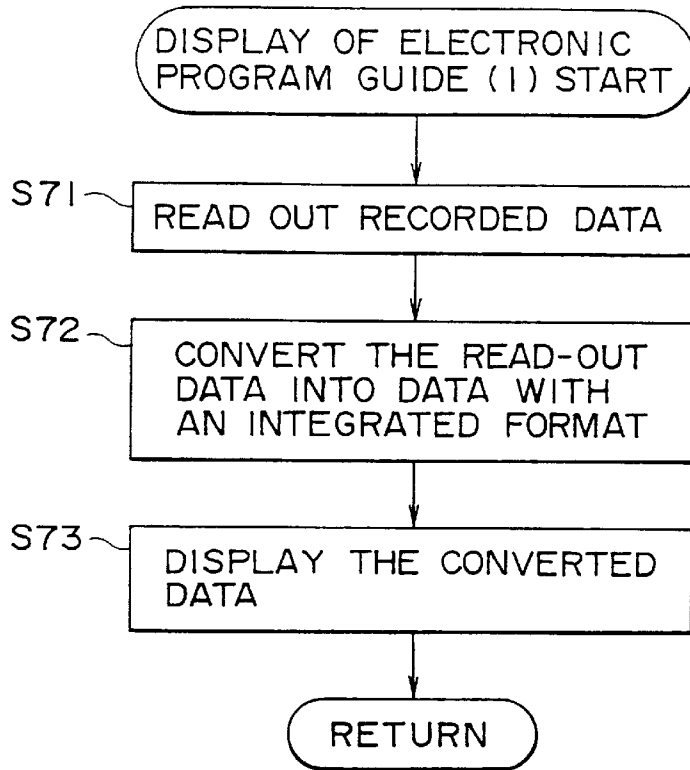 DISPLAY OF ELECTRONIC
PROGRAM GUIDE (1) START
S71
READ OUT RECORDED DATA
S72
CONVERT THE READ-OUT
DATA INTO DATA WITH
AN INTEGRATED FORMAT
S73
DISPLAY THE CONVERTED
DATA
RETURN